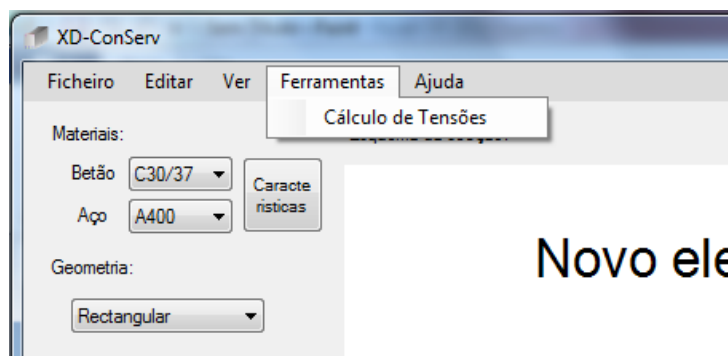 XD-ConServ
Ficheiro Editar Ver Ferramentas Ajuda
Cálculo de Tensões
Materiais:
Betão C30/37
Aço A400
Caracte
risticas
Novo ele
Geometria:
Rectangular